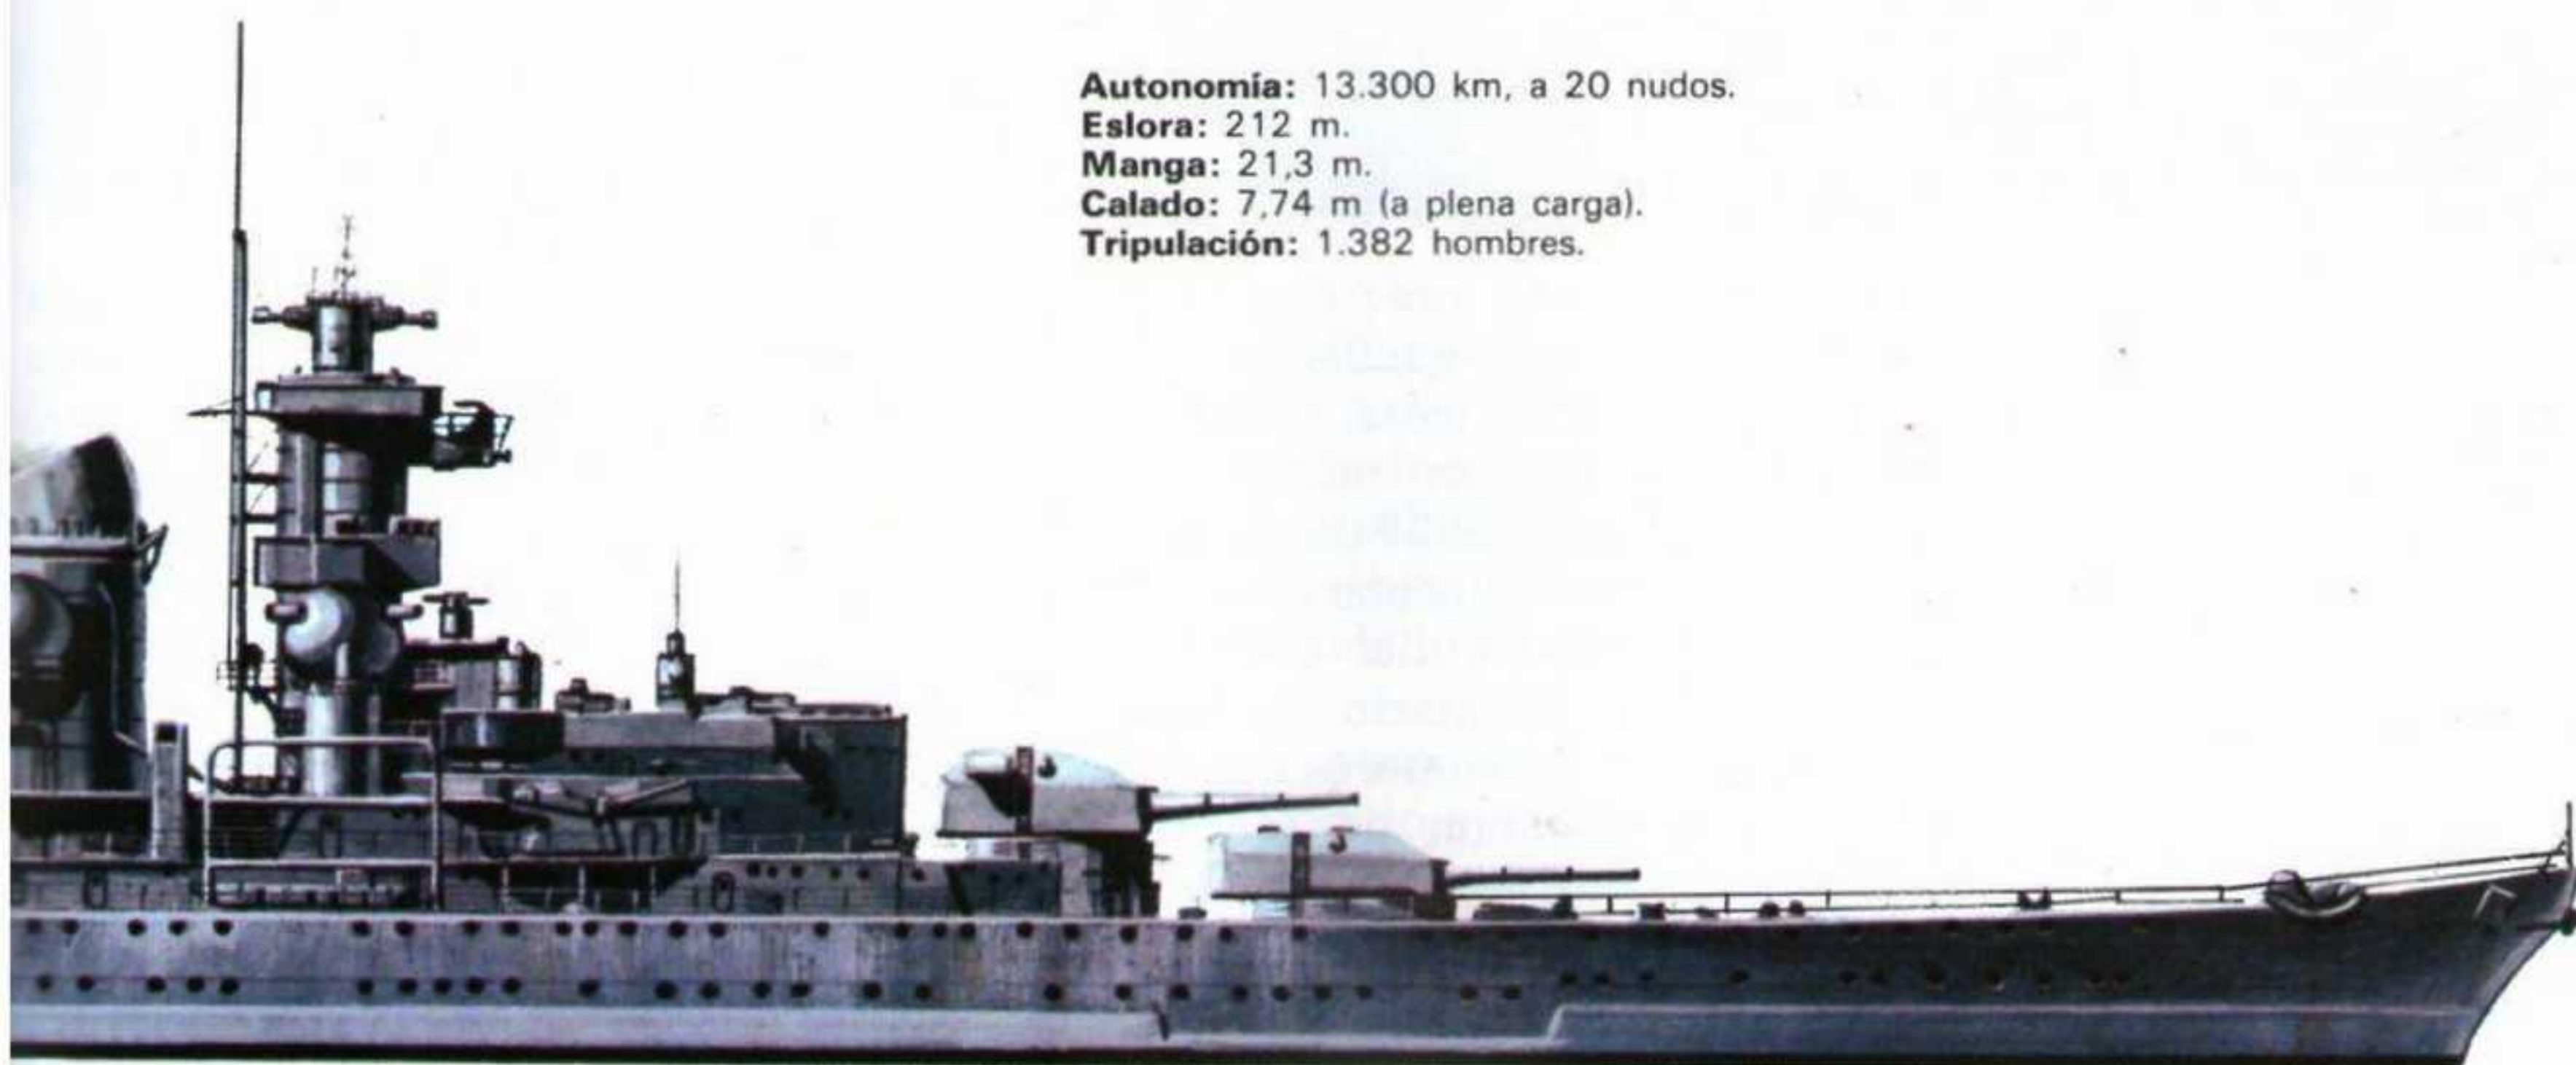 Autonomía: 13.300 km, a 20 nudos.
Eslora: 212 m.
Manga: 21,3 m.
Calado: 7,74 m (a plena carga).
Tripulación: 1.382 hombres.